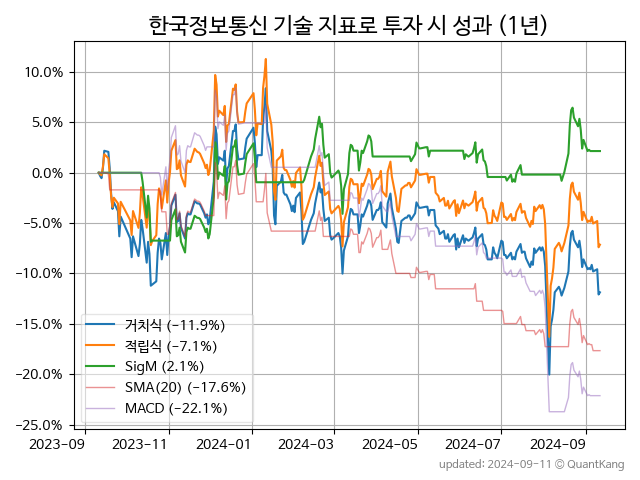 한국정보통신 기술 지표로 투자 시 성과 (1년)
10.0%
5.0%
0.0%
−5.0%
−10.0%
−15.0%
−20.0%
−25.0%
거치식 (−11.9%)
적립식 (−7.1%)
SigM (2.1%)
SMA(20) (−17.6%)
MACD (−22.1%)
2023-09 2023-11 2024-01 2024-03 2024-05 2024-07 2024-09
updated: 2024-09-11 ⓒ QuantKang